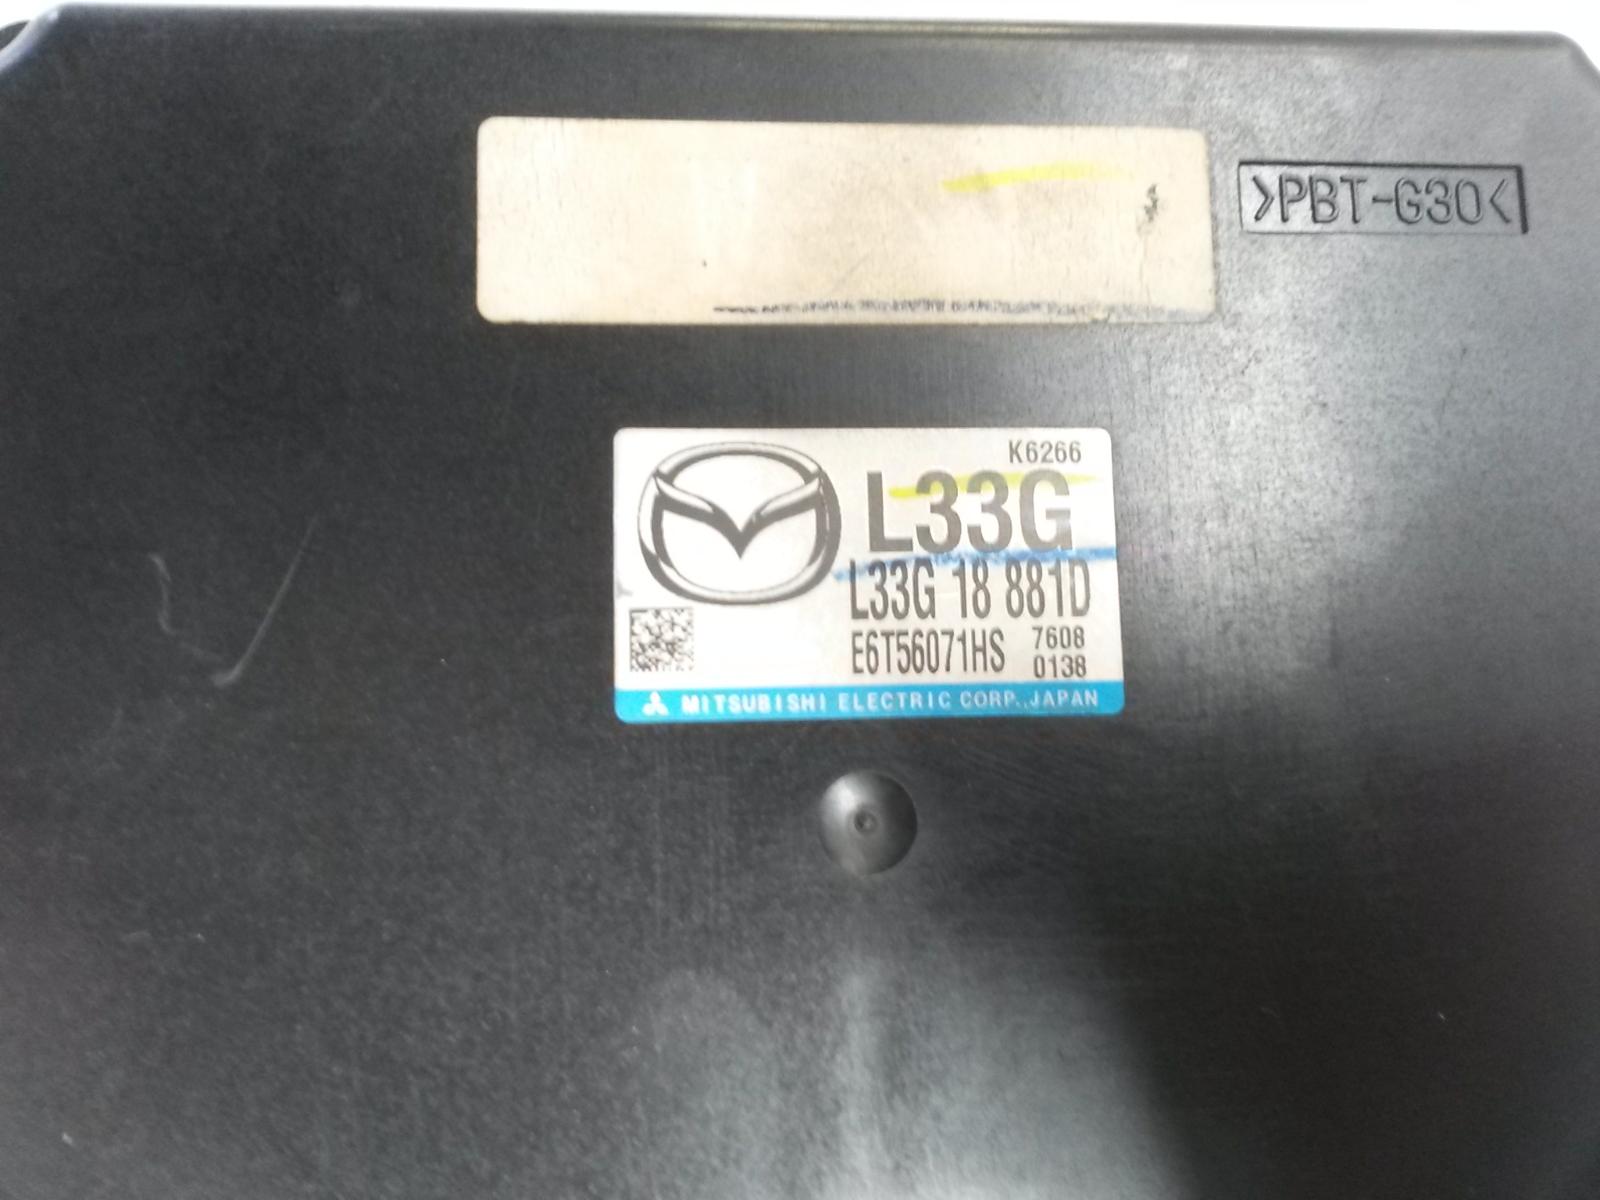 >PBT-G30<
K6266
L33G
L33G 18 881D
E6T56071HS 7608
0138
MITSUBISHI ELECTRIC CORP., JAPAN